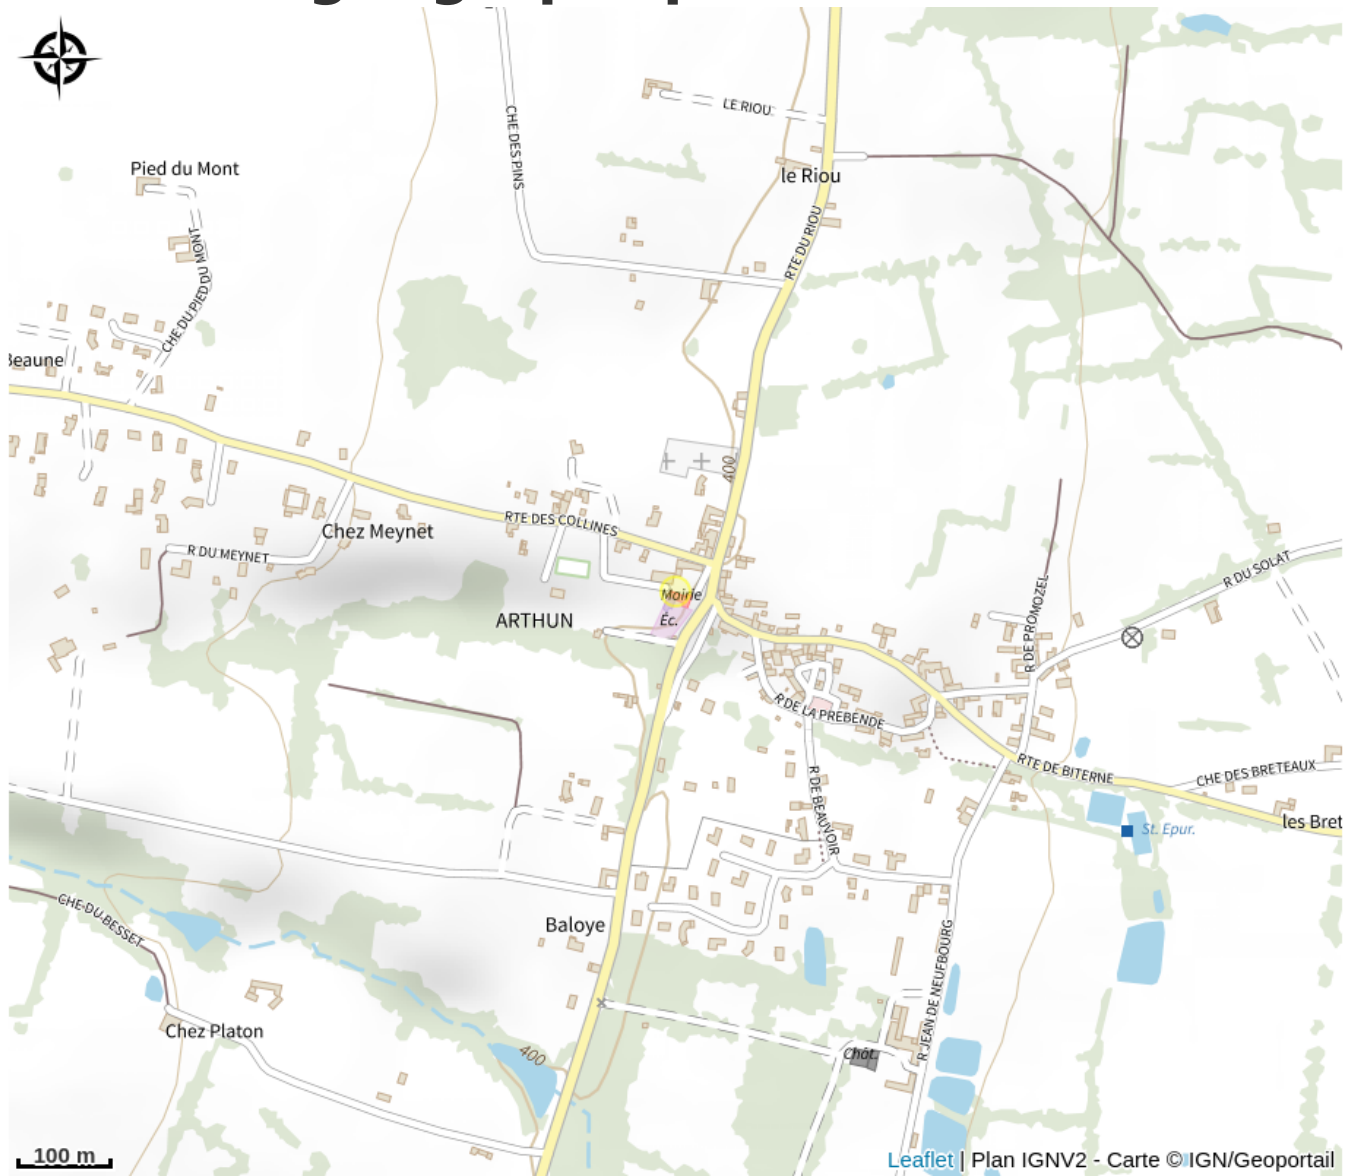 LE RIOU
CHE DES PINS
Pied du Mont
le Riou
RTE DU RIOU
CHE DU PIED DU MONT
Beaune
400
RTE DES COLLINES
Chez Meynet
R DU MEYNET
R DU SOLAT
Mairie
R DE PROMOZEL
ARTHUN
Éc.
R DE LA PREBENDE
RTE DE BITERNE
CHE DES BRETEAUX
R DE BEAUVOIR
les Bret
St. Epur.
CHE DU BESSET
Baloye
R JEAN DE NEUFBOURG
Chez Platon
400
Chât.
100 m
Leaflet | Plan IGNV2 - Carte © IGN/Geoportail